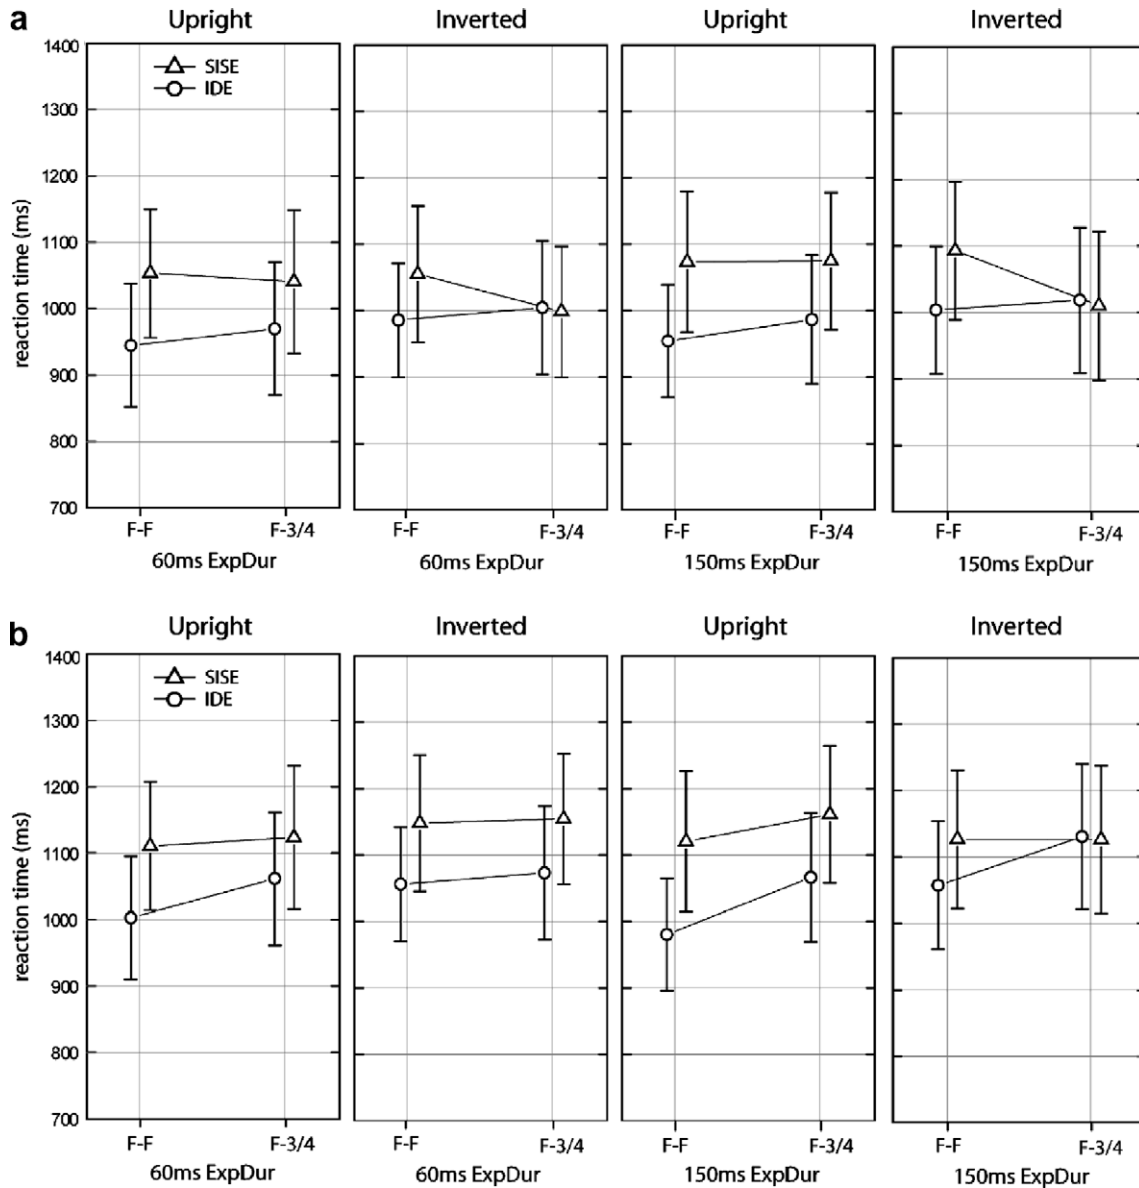 a
Upright Inverted Upright Inverted
1400
1300
1200
1100
1000
900
800
700
reaction time (ms)
SISE
IDE
F-F F-3/4 F-F F-3/4 F-F F-3/4 F-F F-3/4
60ms ExpDur 60ms ExpDur 150ms ExpDur 150ms ExpDur
b
Upright Inverted Upright Inverted
1400
1300
1200
1100
1000
900
800
700
reaction time (ms)
SISE
IDE
F-F F-3/4 F-F F-3/4 F-F F-3/4 F-F F-3/4
60ms ExpDur 60ms ExpDur 150ms ExpDur 150ms ExpDur